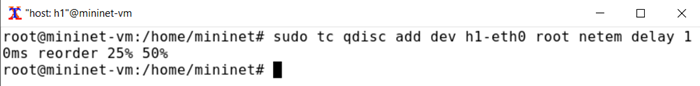 "host: h1"@mininet-vm
root@mininet-vm:/home/mininet# sudo tc qdisc add dev h1-eth0 root netem delay 1
0ms reorder 25% 50%
root@mininet-vm:/home/mininet#